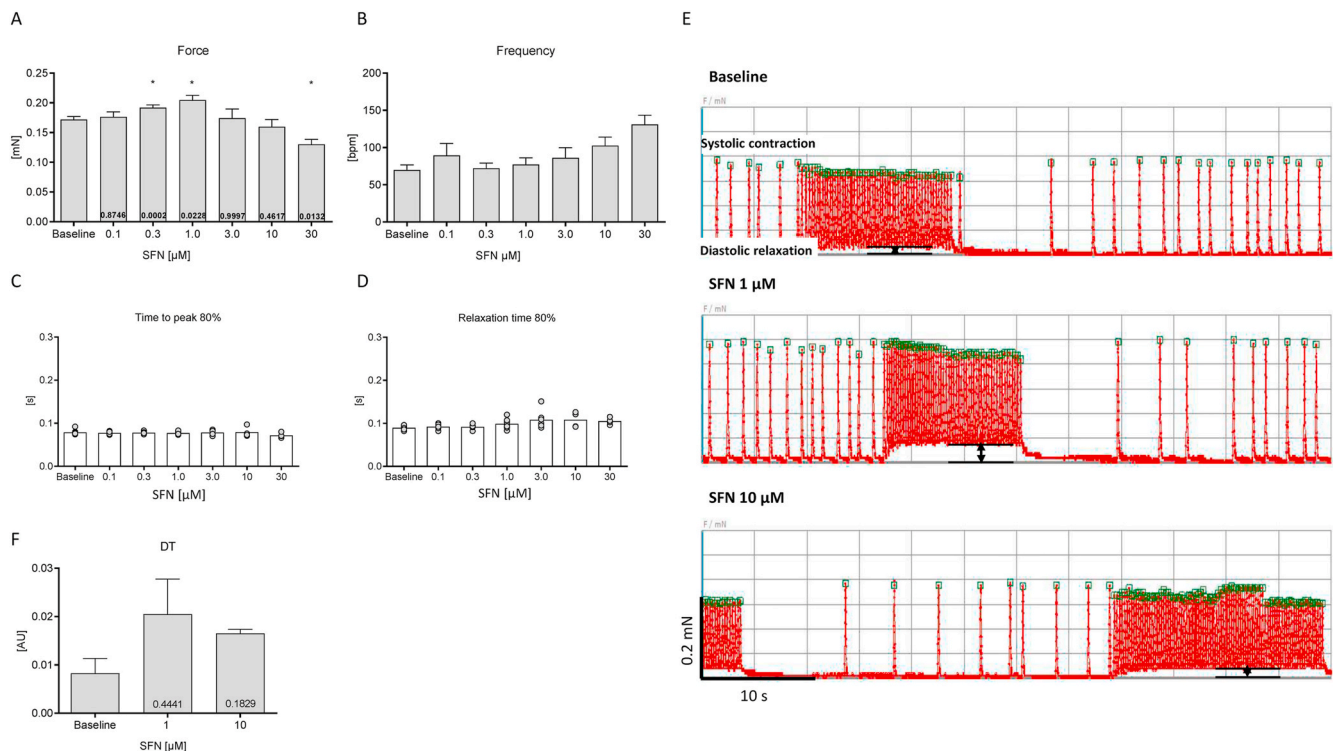 A
Force
[mN]
0.25
0.20
0.15
0.10
0.05
0.00
* * *
0.8746 0.0002 0.0228 0.9997 0.4617 0.0132
Baseline 0.1 0.3 1.0 3.0 10 30
SFN [µM]
B
Frequency
[bpm]
200
150
100
50
0
Baseline 0.1 0.3 1.0 3.0 10 30
SFN µM]
C
Time to peak 80%
[s]
0.3
0.2
0.1
0.0
Baseline 0.1 0.3 1.0 3.0 10 30
SFN [µM]
D
Relaxation time 80%
[s]
0.3
0.2
0.1
0.0
Baseline 0.1 0.3 1.0 3.0 10 30
SFN [µM]
E
Baseline
F / mN
Systolic contraction
Diastolic relaxation
SFN 1 µM
F / mN
SFN 10 µM
F / mN
0.2 mN
10 s
F
DT
[AU]
0.03
0.02
0.01
0.00
0.4441 0.1829
Baseline 1 10
SFN [µM]